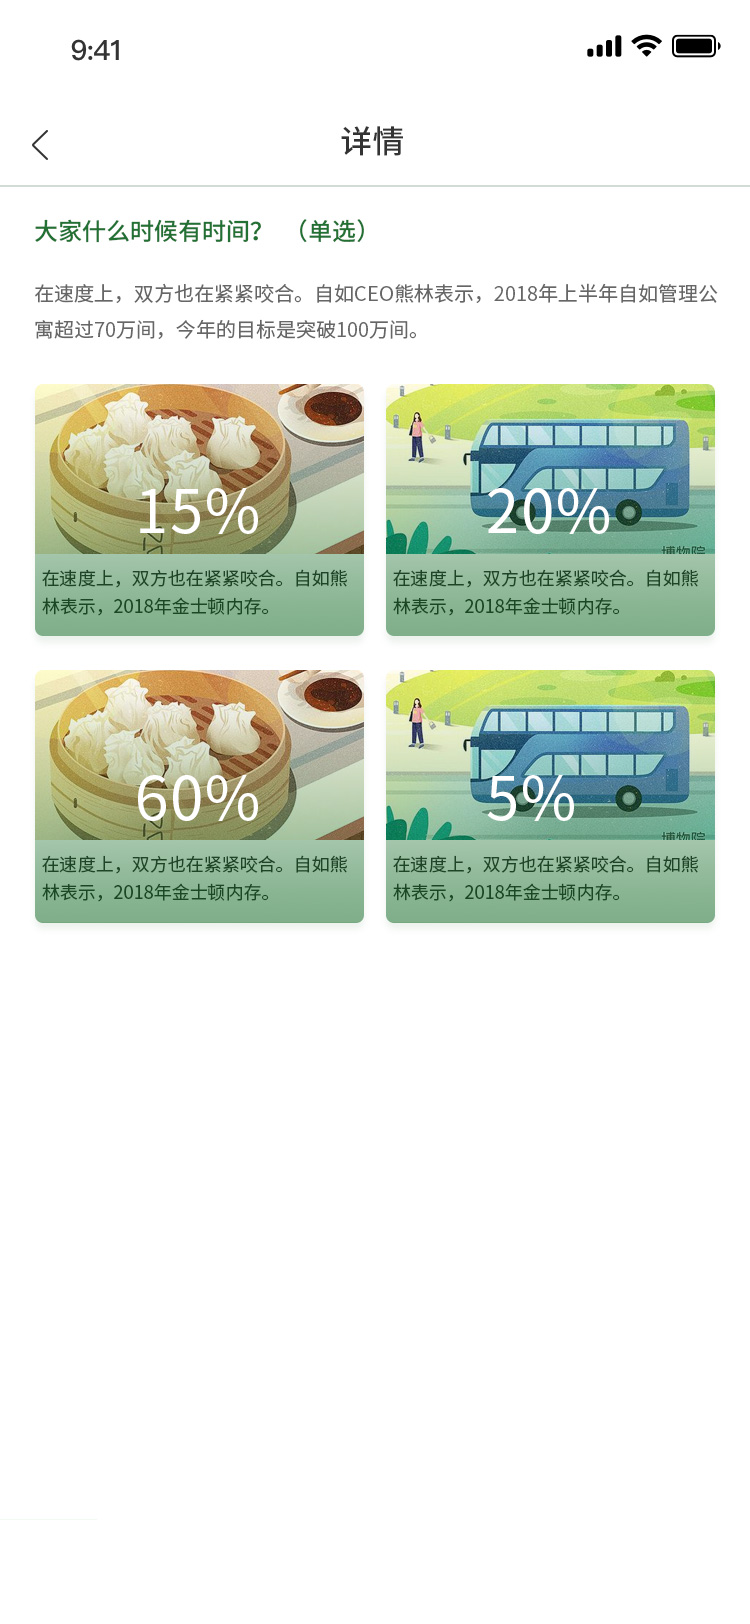 9:41
详情
大家什么时候有时间? （单选）
在速度上，双方也在紧紧咬合。自如CEO熊林表示，2018年上半年自如管理公
寓超过70万间，今年的目标是突破100万间。
15%
20%
博物院
在速度上，双方也在紧紧咬合。自如熊
林表示，2018年金士顿内存。
在速度上，双方也在紧紧咬合。自如熊
林表示，2018年金士顿内存。
60%
5%
博物院
在速度上，双方也在紧紧咬合。自如熊
林表示，2018年金士顿内存。
在速度上，双方也在紧紧咬合。自如熊
林表示，2018年金士顿内存。